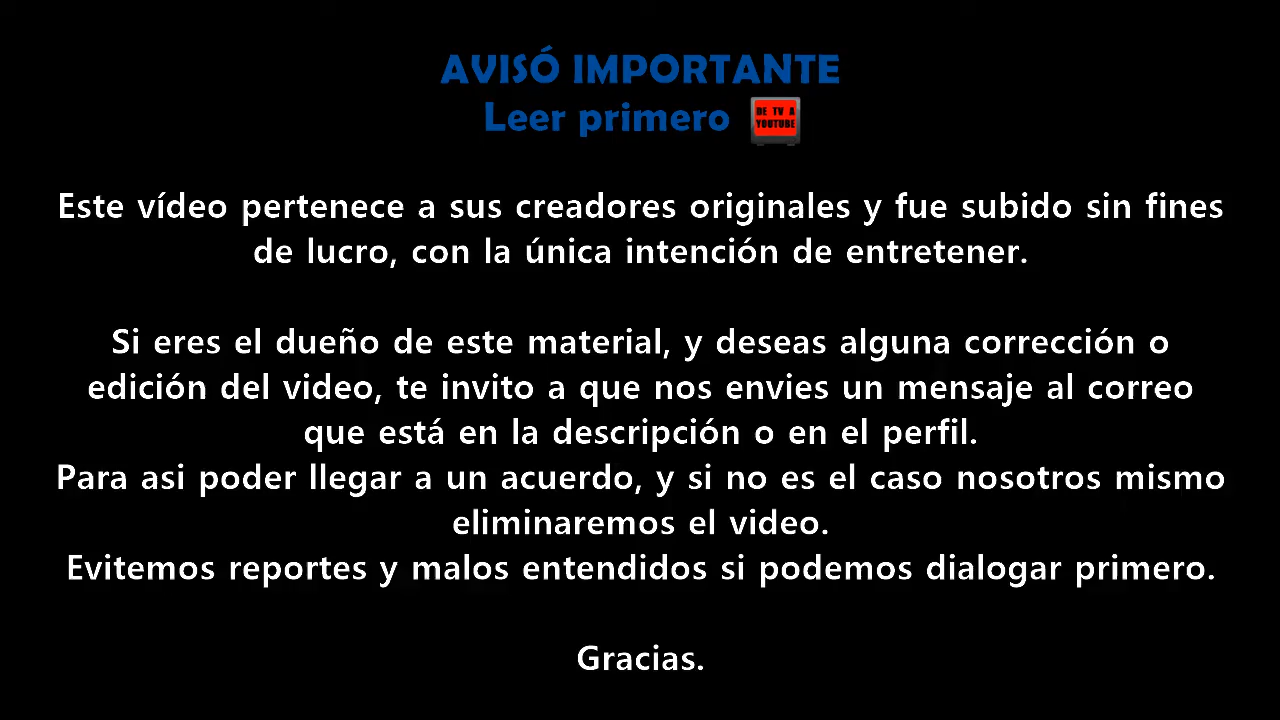 AVISÓ IMPORTANTE
Leer primero
DE TV A
YOUTUBE
Este vídeo pertenece a sus creadores originales y fue subido sin fines
de lucro, con la única intención de entretener.
Si eres el dueño de este material, y deseas alguna corrección o
edición del video, te invito a que nos envies un mensaje al correo
que está en la descripción o en el perfil.
Para asi poder llegar a un acuerdo, y si no es el caso nosotros mismo
eliminaremos el video.
Evitemos reportes y malos entendidos si podemos dialogar primero.
Gracias.